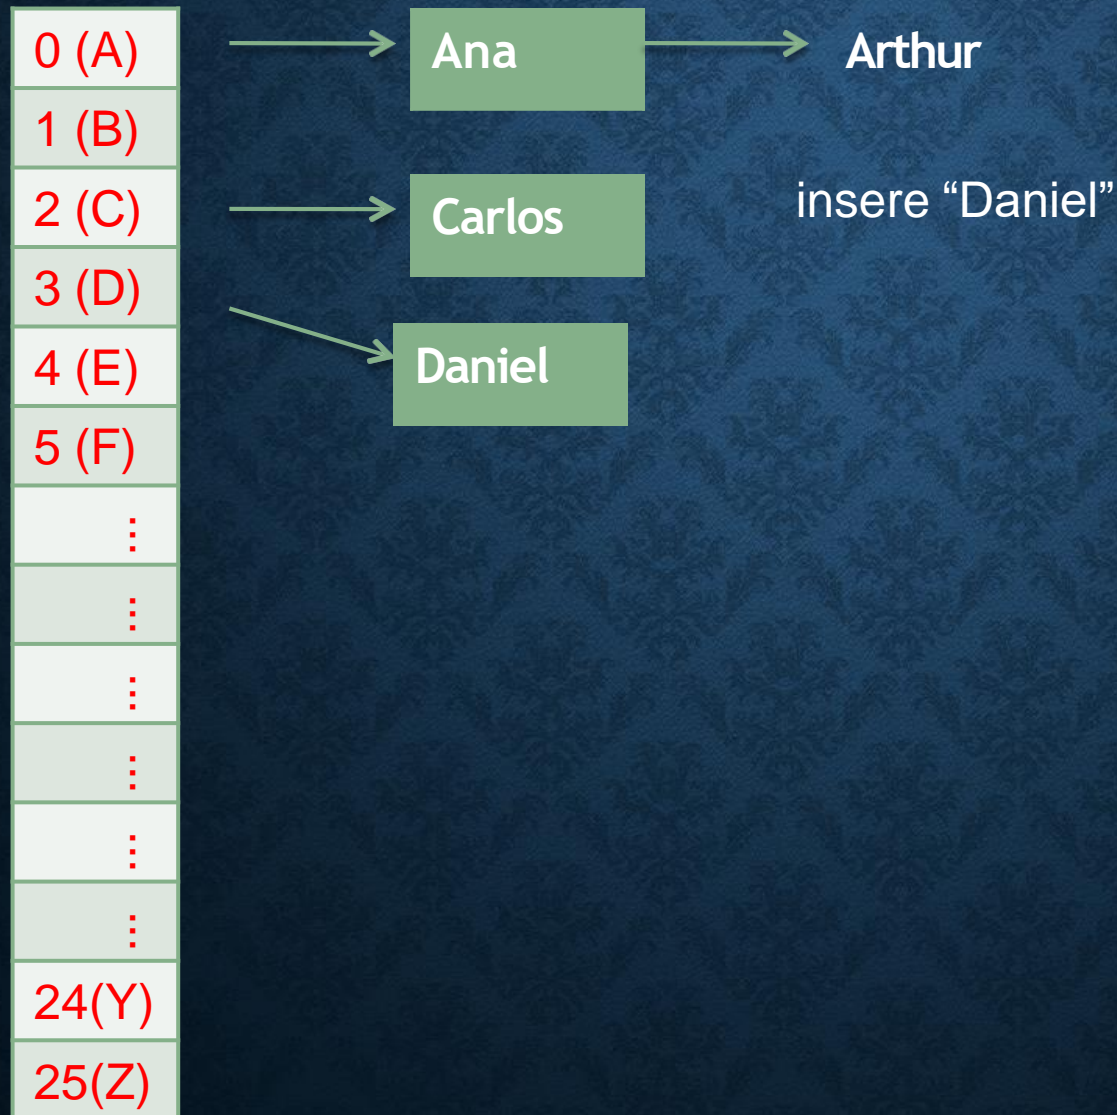 0 (A) Ana Arthur
1 (B)
2 (C) Carlos insere “Daniel”
3 (D)
4 (E) Daniel
5 (F)
⋮
⋮
⋮
⋮
⋮
⋮
24(Y)
25(Z)